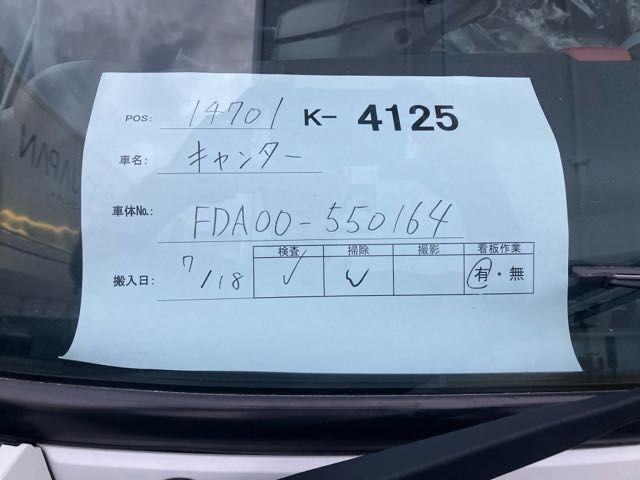 POS: 14701 K- 4125
車名: キャンター
車体No.: FDA00-550164
検査 掃除 撮影 看板作業
搬入日: 7/18 ✓ ✓ 有・無
JAPAN